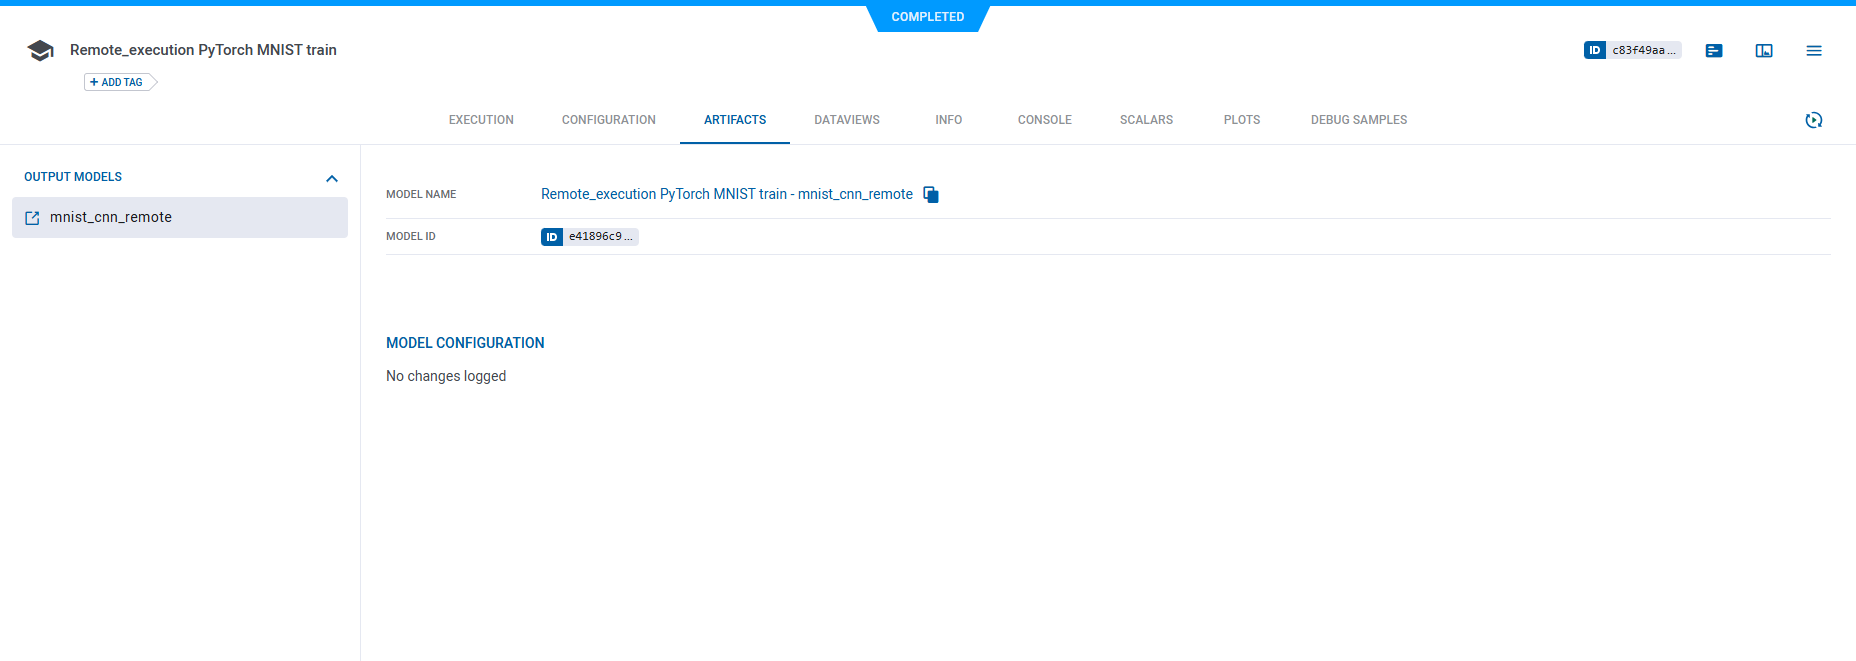 COMPLETED
Remote_execution PyTorch MNIST train
ID c83f49aa...
+ ADD TAG
EXECUTION CONFIGURATION ARTIFACTS DATAVIEWS INFO CONSOLE SCALARS PLOTS DEBUG SAMPLES
OUTPUT MODELS
mnist_cnn_remote
MODEL NAME Remote_execution PyTorch MNIST train - mnist_cnn_remote
MODEL ID ID e41896c9...
MODEL CONFIGURATION
No changes logged